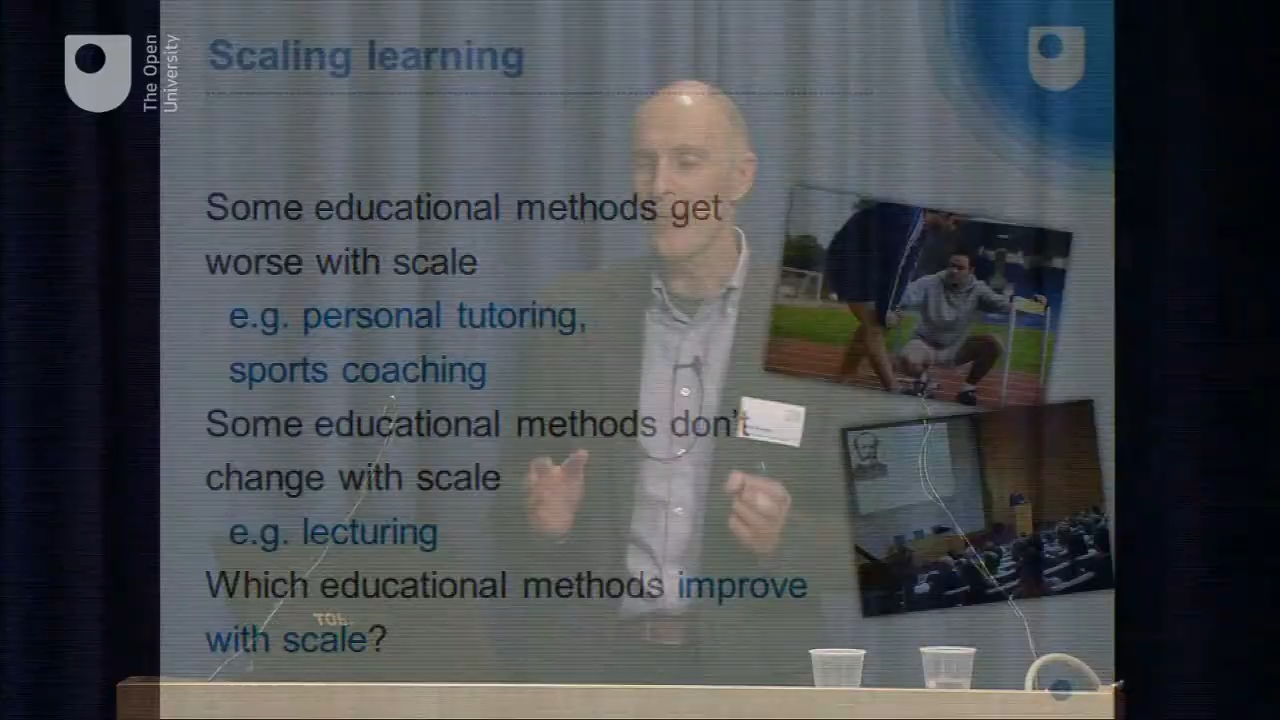 The Open
University
Scaling learning
Some educational methods get
worse with scale
e.g. personal tutoring,
sports coaching
Some educational methods don't
change with scale
e.g. lecturing
Which educational methods improve
with scale?